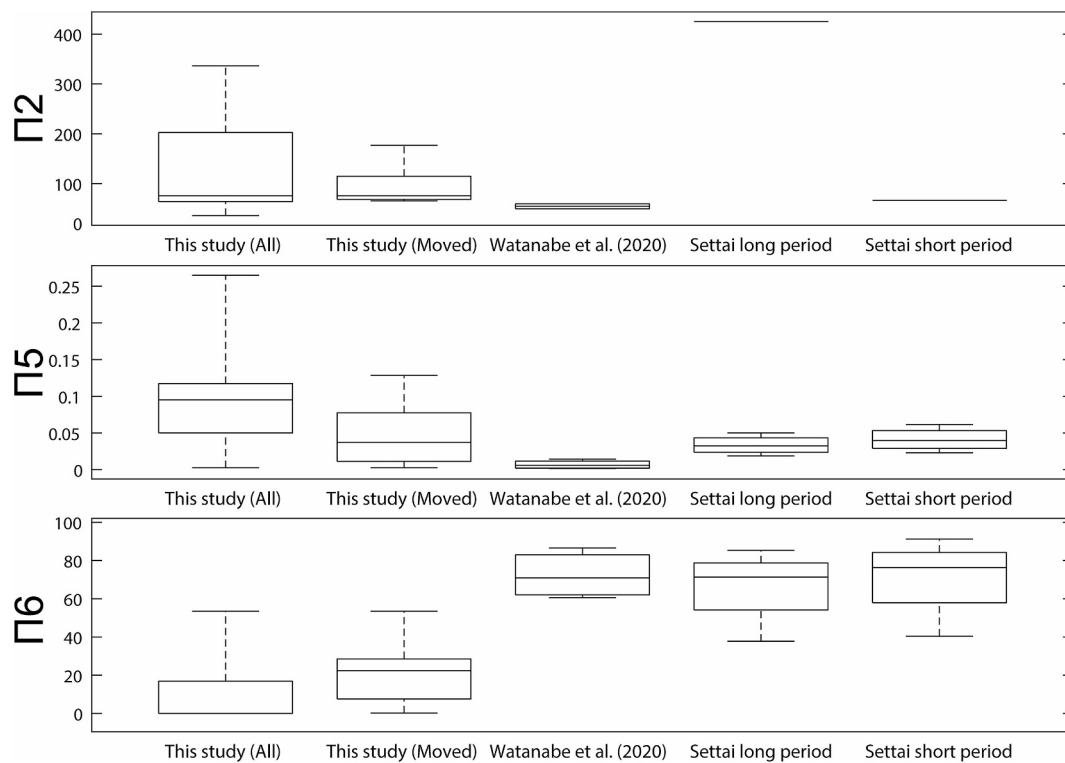 Π2
400
300
200
100
0
This study (All) This study (Moved) Watanabe et al. (2020) Settai long period Settai short period
Π5
0.25
0.2
0.15
0.1
0.05
0
This study (All) This study (Moved) Watanabe et al. (2020) Settai long period Settai short period
Π6
100
80
60
40
20
0
This study (All) This study (Moved) Watanabe et al. (2020) Settai long period Settai short period